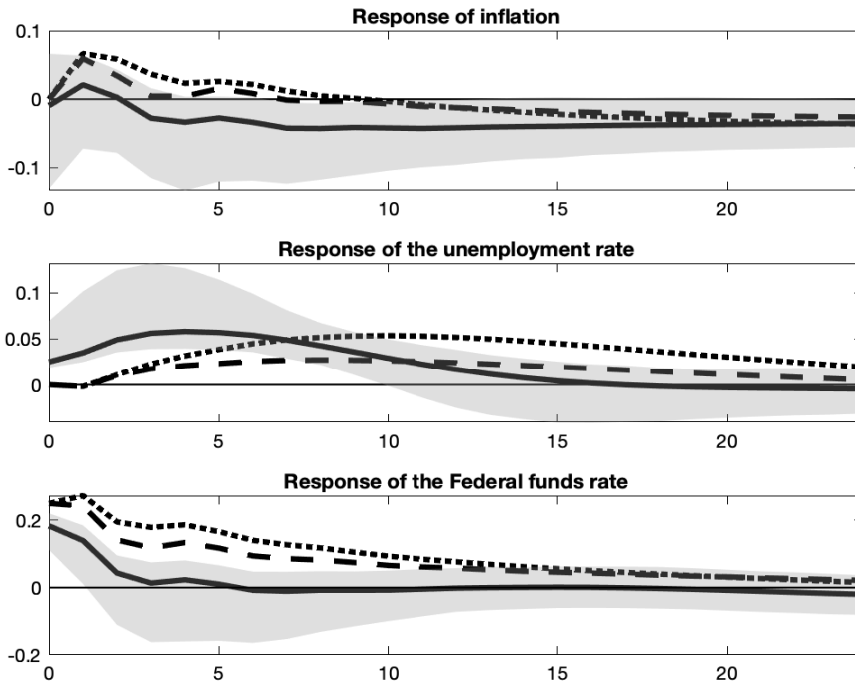 Response of inflation
0.1
0
-0.1
0 5 10 15 20
Response of the unemployment rate
0.1
0.05
0
0 5 10 15 20
Response of the Federal funds rate
0.2
0
-0.2
0 5 10 15 20